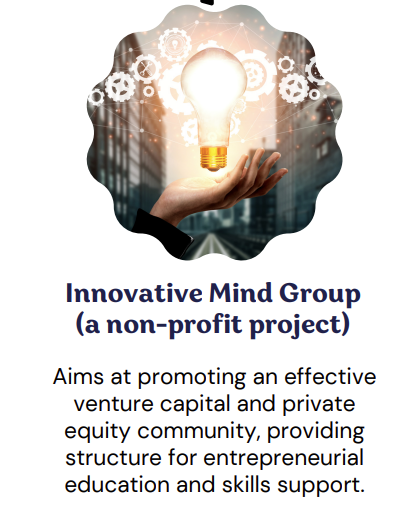 Innovative Mind Group
(a non-profit project)
Aims at promoting an effective
venture capital and private
equity community, providing
structure for entrepreneurial
education and skills support.